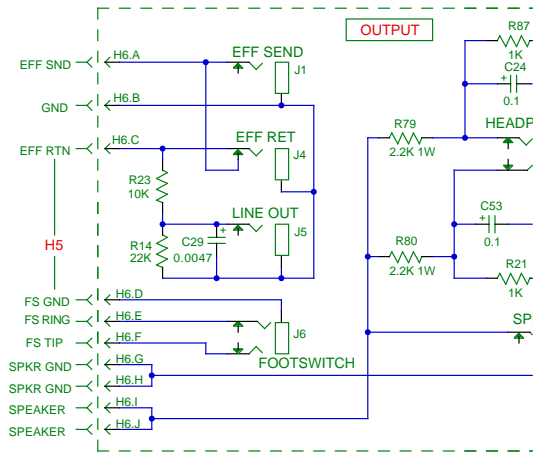 OUTPUT
R87
1K
C24
+
0.1
EFF SND
H6.A
EFF SEND
J1
GND
H6.B
EFF RTN
H6.C
EFF RET
J4
R79
2.2K 1W
HEADP
R23
10K
LINE OUT
J5
C53
+
0.1
H5
R14
22K
C29
+
0.0047
R80
2.2K 1W
R21
1K
FS GND
H6.D
FS RING
H6.E
FS TIP
H6.F
J6
FOOTSWITCH
SP
SPKR GND
H6.G
SPKR GND
H6.H
SPEAKER
H6.I
SPEAKER
H6.J